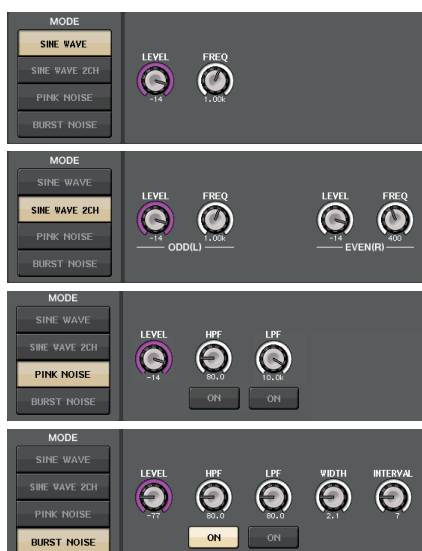 MODE
SINE WAVE
SINE WAVE 2CH
PINK NOISE
BURST NOISE
LEVEL FREQ
-14 1.00k
MODE
SINE WAVE
SINE WAVE 2CH
PINK NOISE
BURST NOISE
LEVEL FREQ LEVEL FREQ
-14 1.00k -14 400
ODD(L) EVEN(R)
MODE
SINE WAVE
SINE WAVE 2CH
PINK NOISE
BURST NOISE
LEVEL HPF LPF
-14 80.0 10.0k
ON ON
MODE
SINE WAVE
SINE WAVE 2CH
PINK NOISE
BURST NOISE
LEVEL HPF LPF WIDTH INTERVAL
-77 80.0 80.0 2.1 7
ON ON